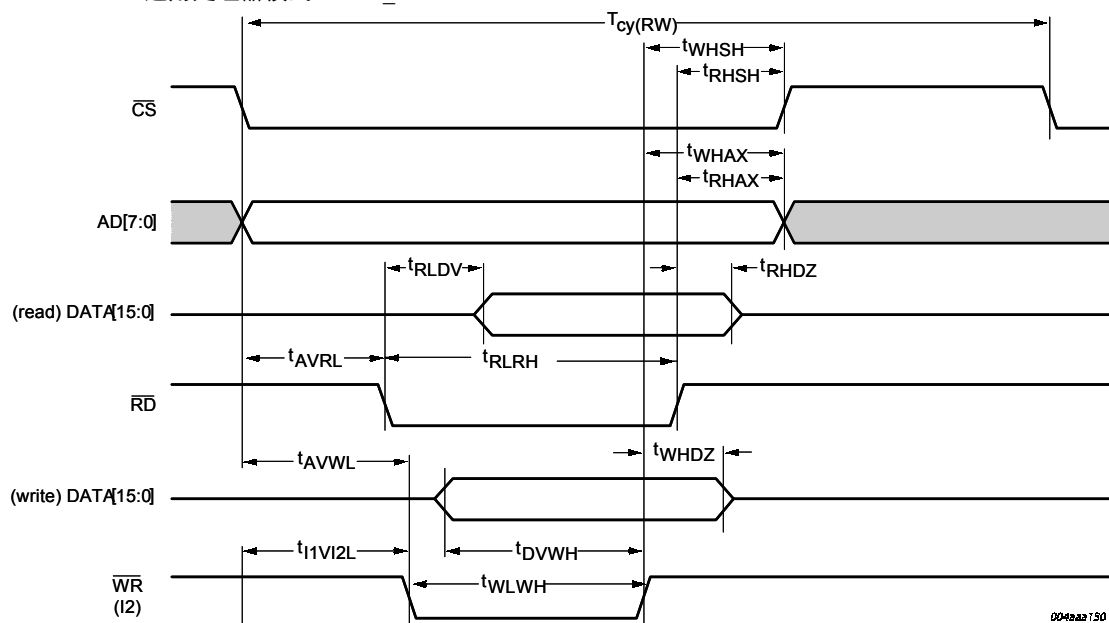 TCy(RW)
tWHSH
tRHSH
CS
tWHAX
tRHAX
AD[7:0]
tRLDV
tRHDZ
(read) DATA[15:0]
tAVRL
tRLRH
RD
tAVWL
tWHDZ
(write) DATA[15:0]
tI1VI2L
tDVWH
WR
tWLWH
(I2)
004aaa130